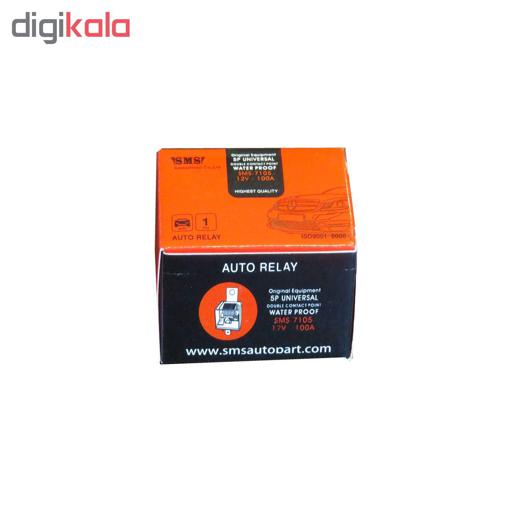 digikala
SMS
Original Equipment
5P UNIVERSAL
DOUBLE CONTACT POINT
WATER PROOF
SMS 7105
12V - 100A
HIGHEST QUALITY
1
AUTO RELAY
ISO9001
AUTO RELAY
Original Equipment
5P UNIVERSAL
DOUBLE CONTACT POINT
WATER PROOF
SMS 7105
12V 100A
www.smsautopart.com